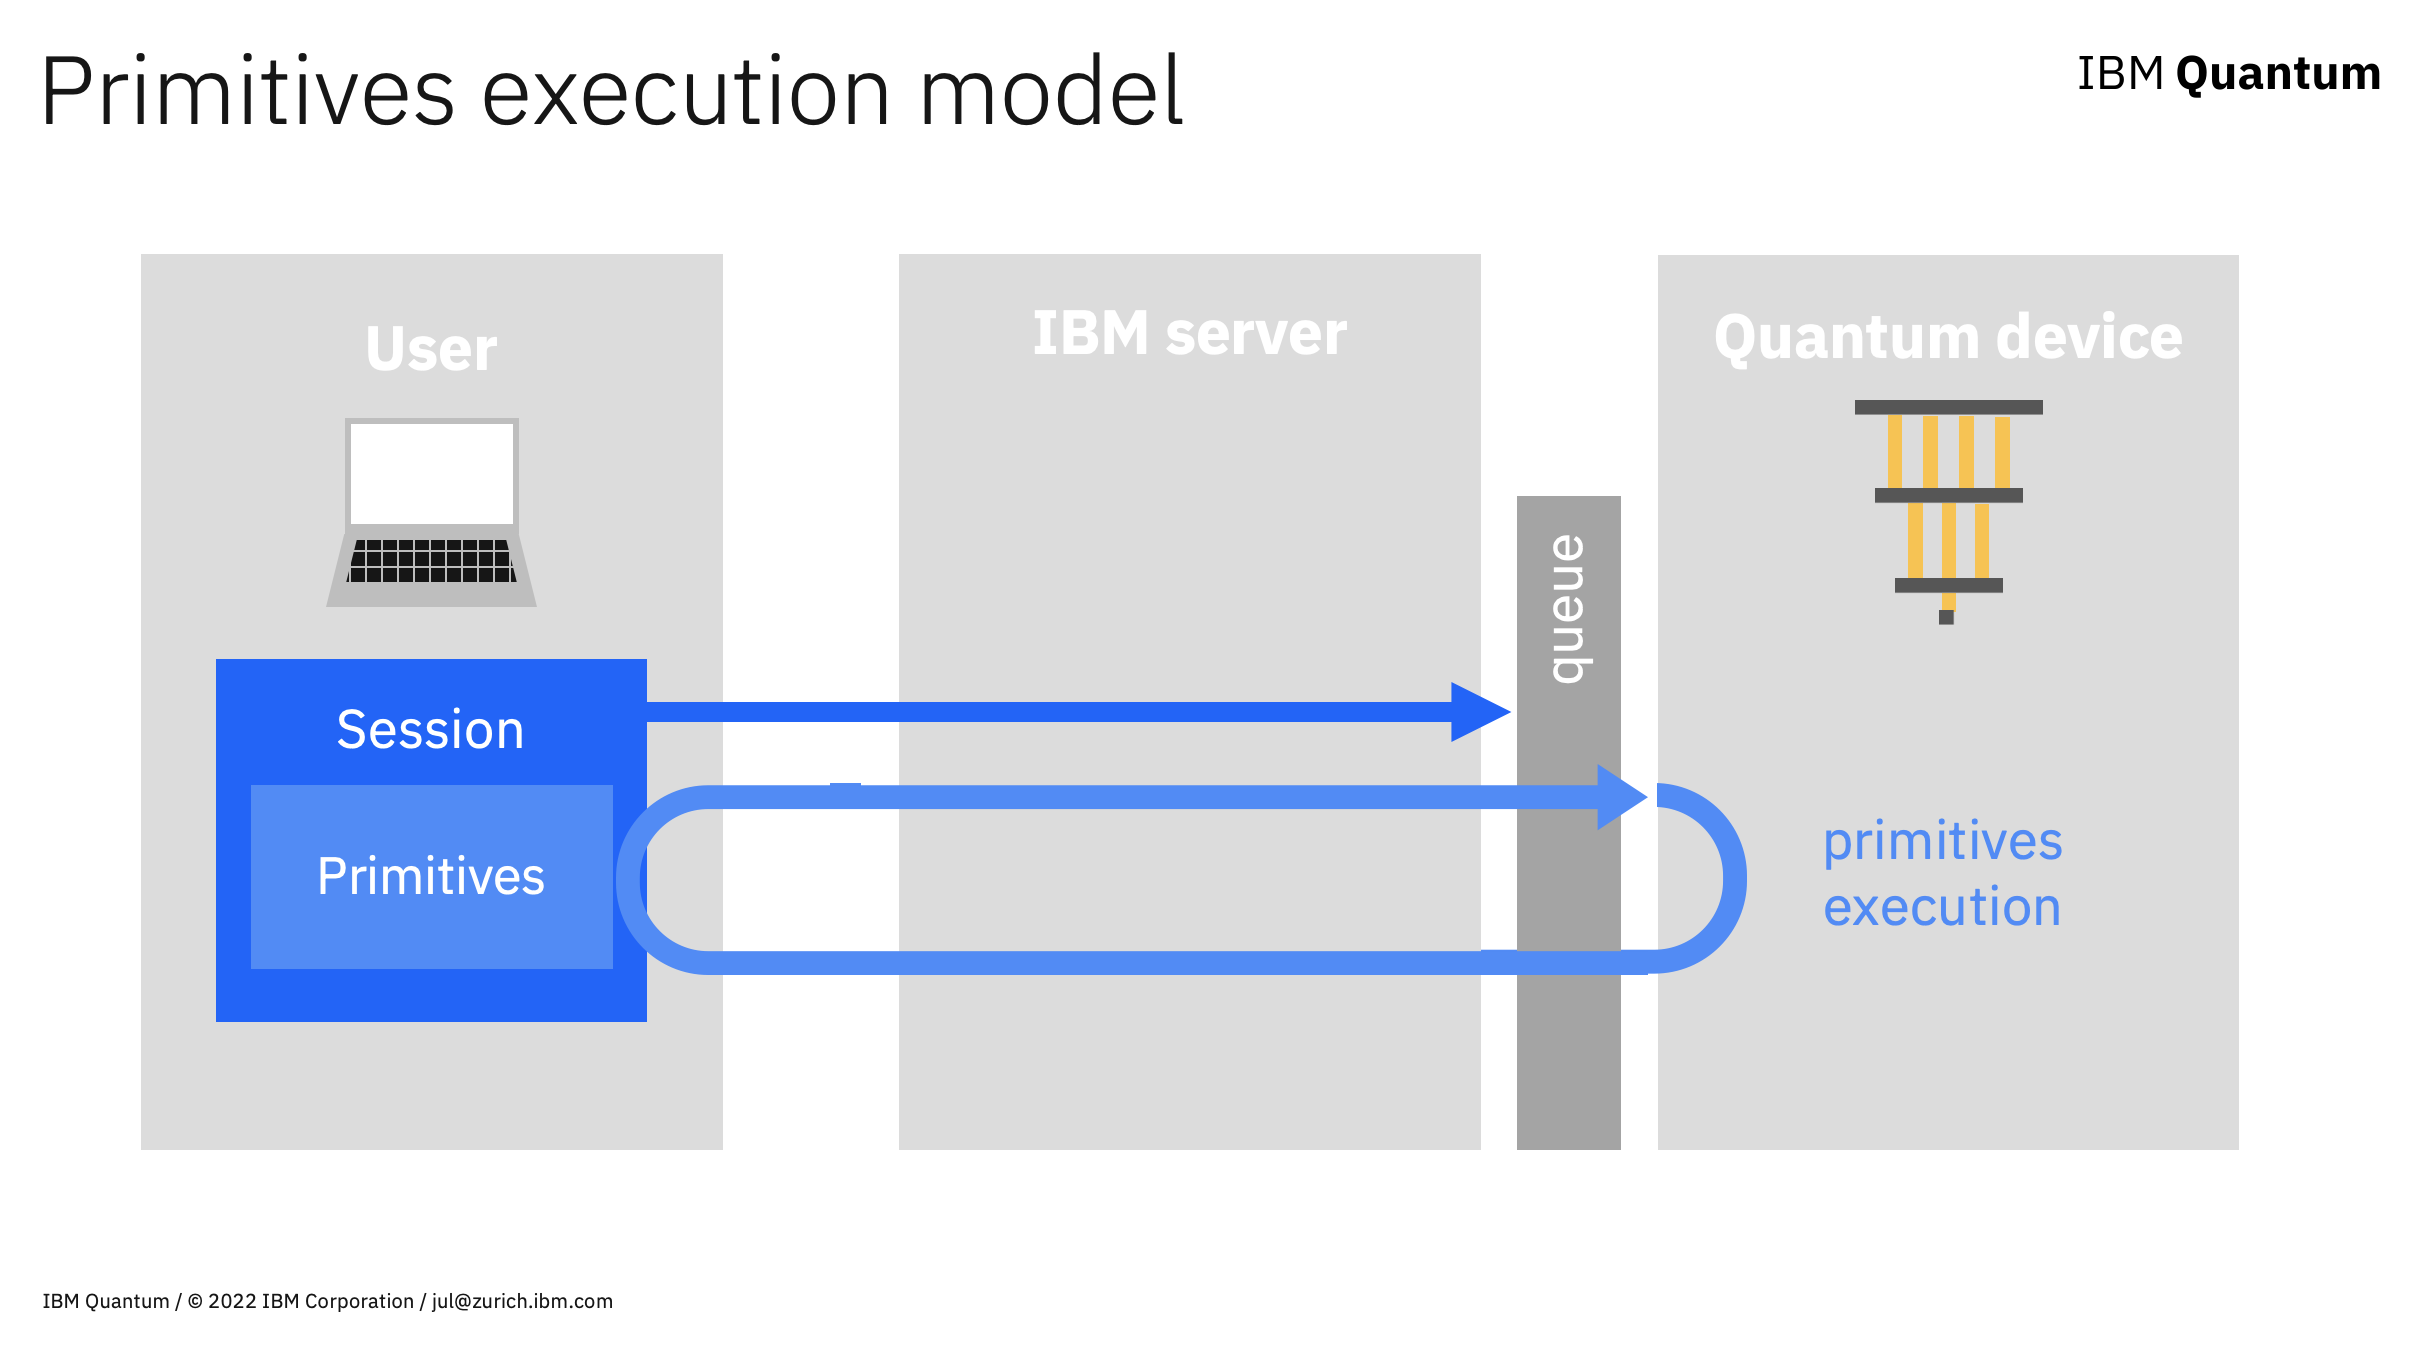 Primitives execution model
IBM Quantum
User
IBM server
Quantum device
queue
Session
Primitives
primitives
execution
IBM Quantum / © 2022 IBM Corporation / jul@zurich.ibm.com